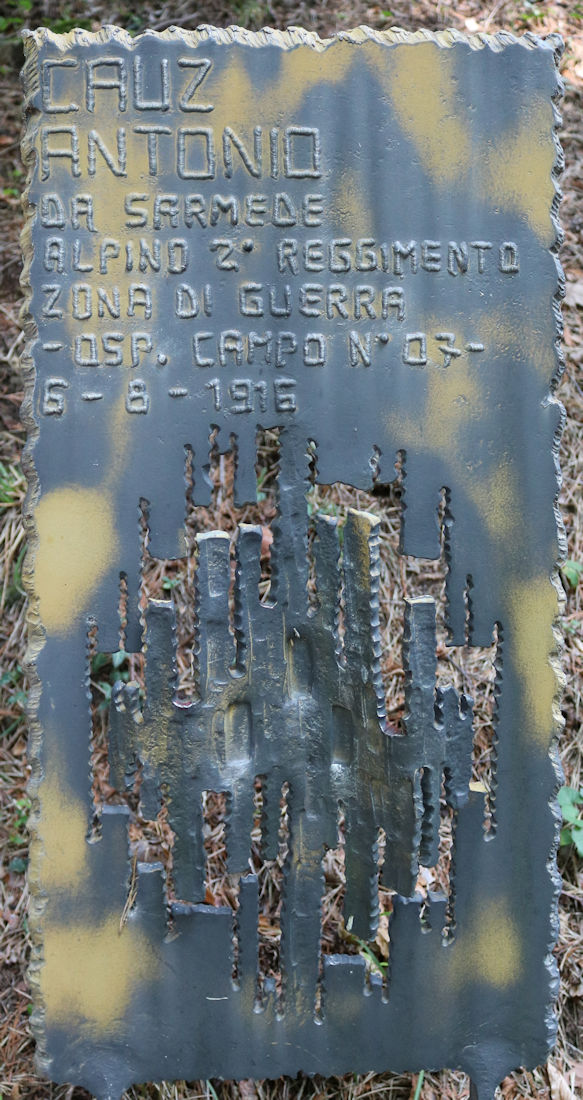 CAUZ
ANTONIO
DA SARMEDE
ALPINO 2° REGGIMENTO
ZONA DI GUERRA
-OSP. CAMPO N° 07-
6-8-1916